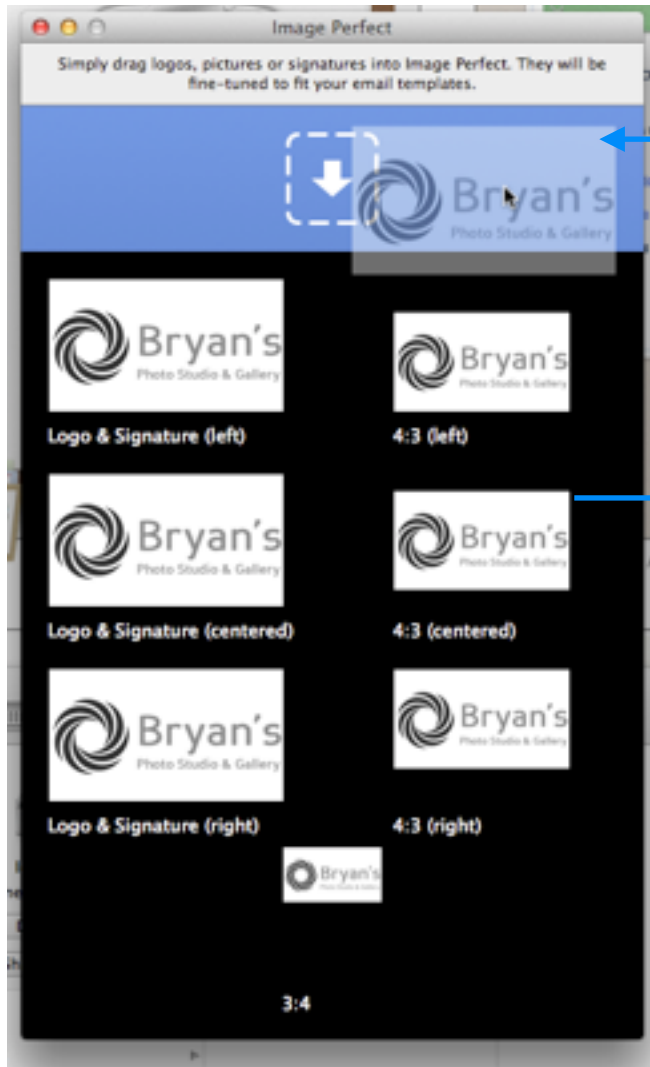 Image Perfect
Simply drag logos, pictures or signatures into Image Perfect. They will be
fine-tuned to fit your email templates.
Bryan's
Photo Studio & Gallery
Bryan's
Photo Studio & Gallery
Bryan's
Photo Studio & Gallery
Logo & Signature (left)
4:3 (left)
Bryan's
Photo Studio & Gallery
Bryan's
Photo Studio & Gallery
Logo & Signature (centered)
4:3 (centered)
Bryan's
Photo Studio & Gallery
Bryan's
Photo Studio & Gallery
Logo & Signature (right)
4:3 (right)
Bryan's
Photo Studio & Gallery
3:4